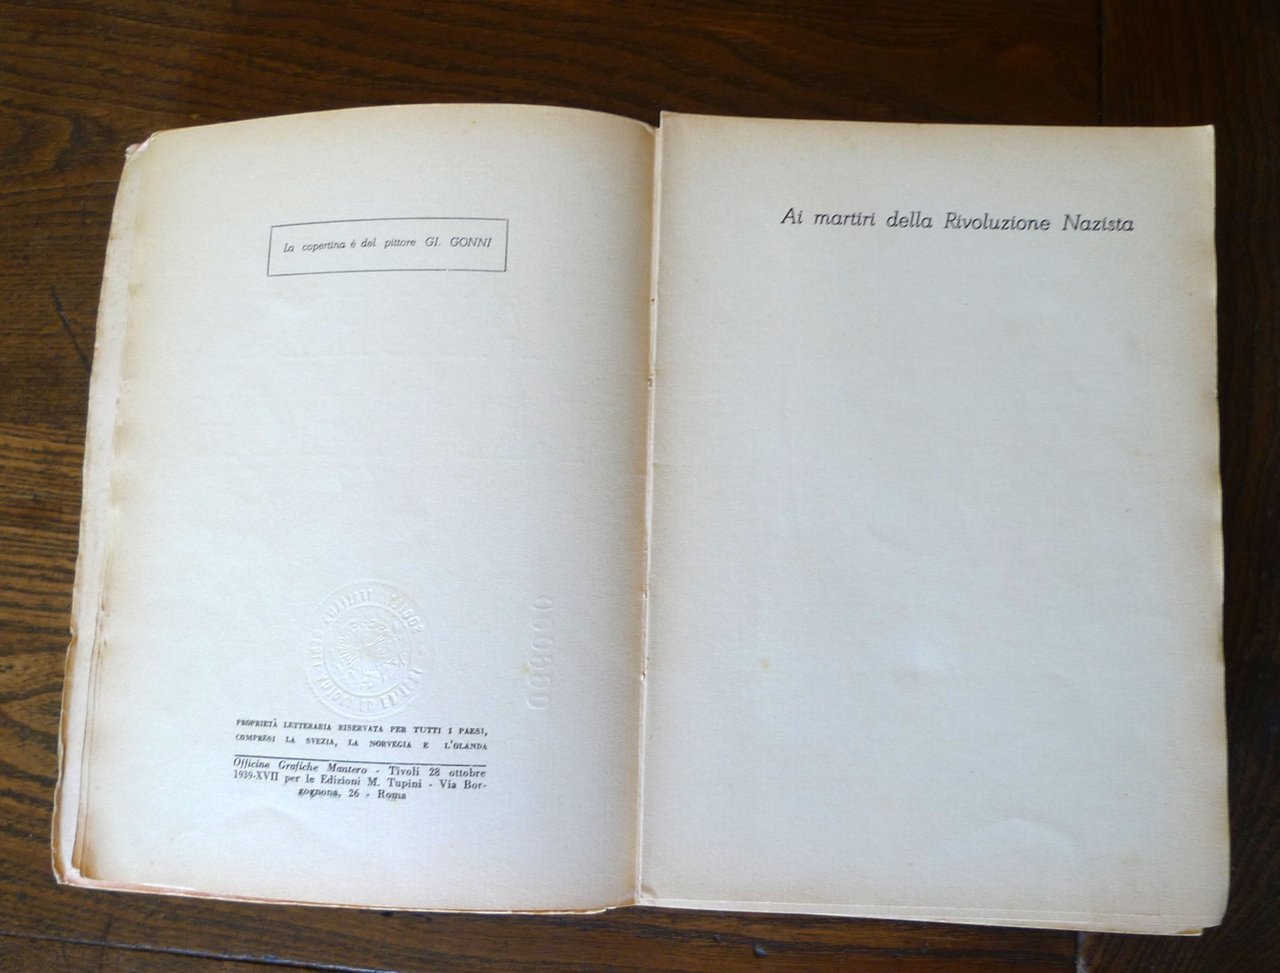 La copertina é del pittore GI. GONNI
PROPRIETÀ LETTERARIA RISERVATA PER TUTTI I PAESI,
COMPRESI LA SVEZIA, LA NORVEGIA E L'OLANDA
Officine Grafiche Mantero - Tivoli 28 ottobre
1939-XVII per le Edizioni M. Tupini - Via Bor-
gognona, 26 - Roma
Ai martiri della Rivoluzione Nazista